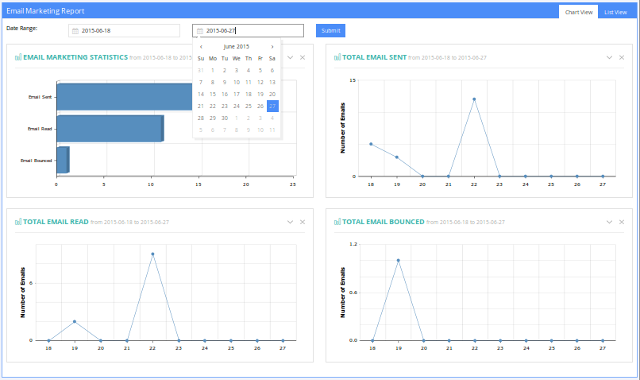 Email Marketing Report
Chart View
List View
Date Range:
2015-06-18
2015-06-27
Submit
June 2015
Su Mo Tu We Th Fr Sa
31 1 2 3 4 5 6
7 8 9 10 11 12 13
14 15 16 17 18 19 20
21 22 23 24 25 26 27
28 29 30 1 2 3 4
5 6 7 8 9 10 11
EMAIL MARKETING STATISTICS from 2015-06-18 to 2015
Email Sent
Email Read
Email Bounced
0 5 10 15 20 25
TOTAL EMAIL SENT from 2015-06-18 to 2015-06-27
Number of Emails
15
0
18 19 20 21 22 23 24 25 26 27
TOTAL EMAIL READ from 2015-06-18 to 2015-06-27
Number of Emails
6
0
18 19 20 21 22 23 24 25 26 27
TOTAL EMAIL BOUNCED from 2015-06-18 to 2015-06-27
Number of Emails
1.2
0.6
0.0
18 19 20 21 22 23 24 25 26 27